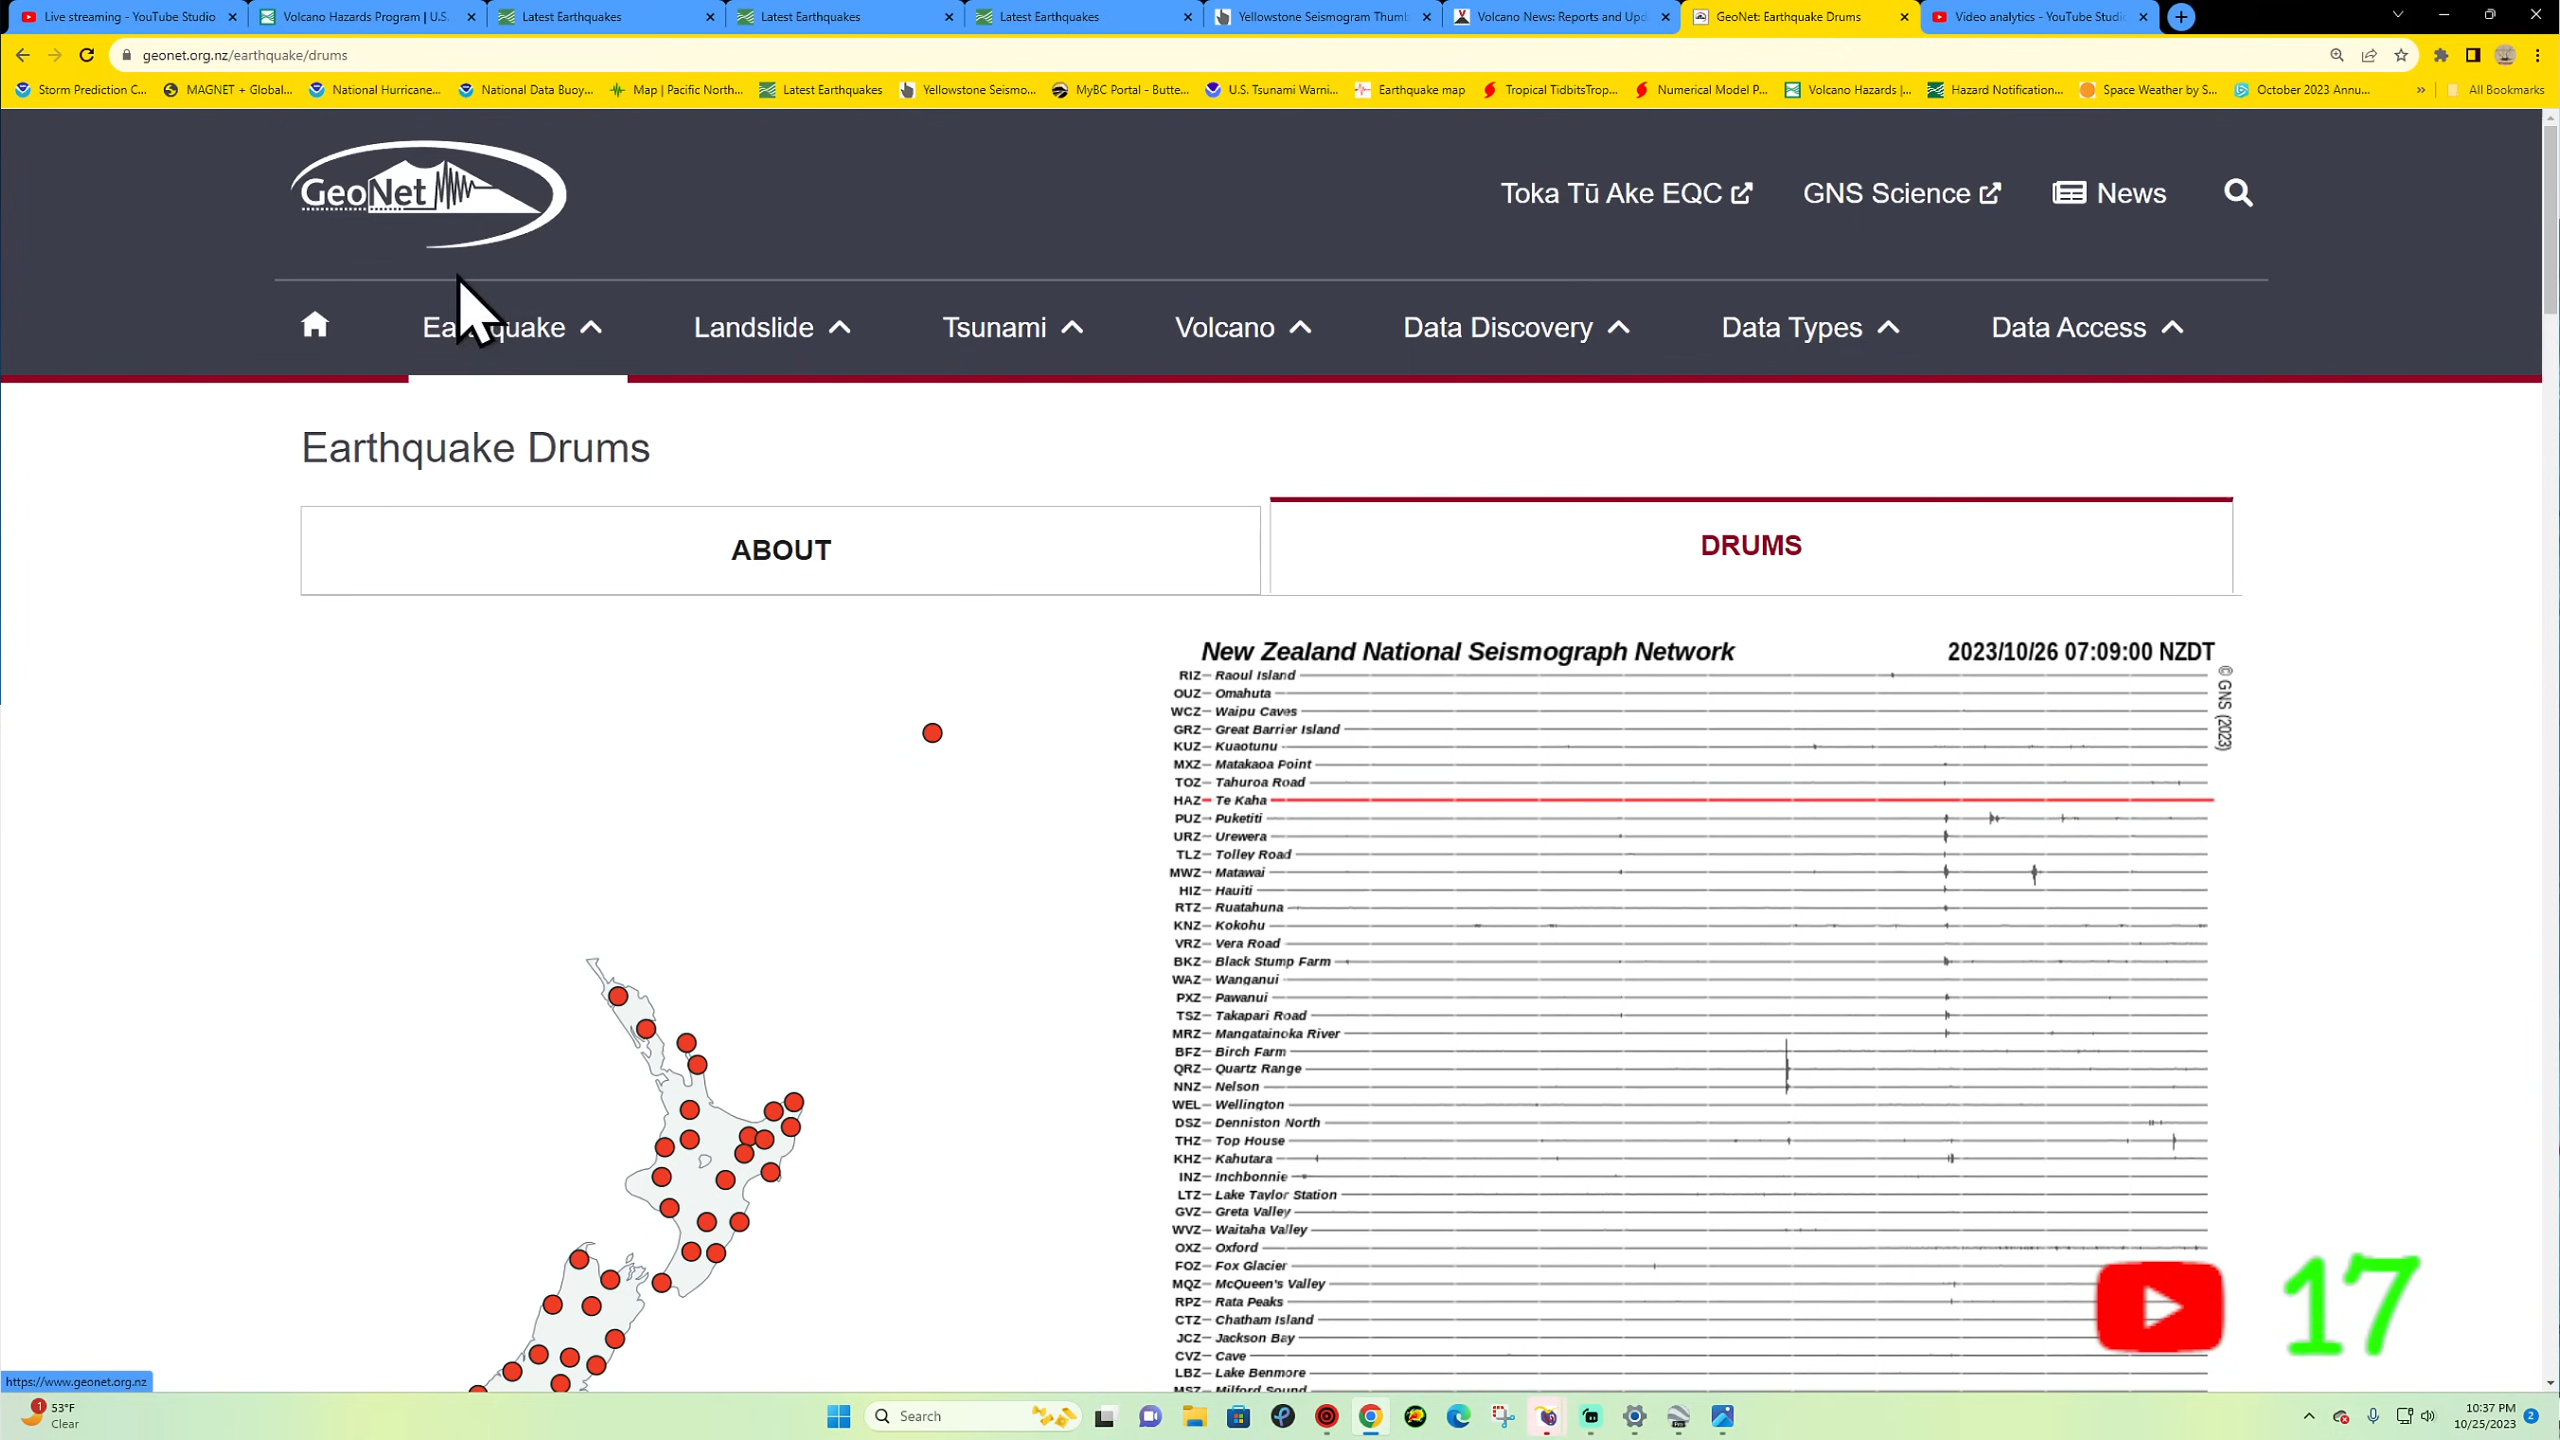 Live streaming - YouTube Studio
Volcano Hazards Program | U.S.
Latest Earthquakes
Latest Earthquakes
Latest Earthquakes
Yellowstone Seismogram Thumb
Volcano News: Reports and Upd
GeoNet: Earthquake Drums
Video analytics - YouTube Studio
geonet.org.nz/earthquake/drums
Storm Prediction C...
MAGNET + Global...
National Hurricane...
National Data Buoy...
Map | Pacific North...
Latest Earthquakes
Yellowstone Seismo...
MyBC Portal - Butte...
U.S. Tsunami Warni...
Earthquake map
Tropical TidbitsTrop...
Numerical Model P...
Volcano Hazards |...
Hazard Notification...
Space Weather by S...
October 2023 Annu...
All Bookmarks
GeoNet
Toka Tū Ake EQC
GNS Science
News
Earthquake
Landslide
Tsunami
Volcano
Data Discovery
Data Types
Data Access
Earthquake Drums
ABOUT
DRUMS
New Zealand National Seismograph Network
2023/10/26 07:09:00 NZDT
© GNS (2023)
RIZ Raoul Island
OUZ Omahuta
WCZ Waipu Caves
GRZ Great Barrier Island
KUZ Kuaotunu
MXZ Matakaoa Point
TOZ Tahuroa Road
HAZ Te Kaha
PUZ Puketiti
URZ Urewera
TLZ Tolley Road
MWZ Matawai
HIZ Hauiti
RTZ Ruatahuna
KNZ Kokohu
VRZ Vera Road
BKZ Black Stump Farm
WAZ Wanganui
PXZ Pawanui
TSZ Takapari Road
MRZ Mangatainoka River
BFZ Birch Farm
QRZ Quartz Range
NNZ Nelson
WEL Wellington
DSZ Denniston North
THZ Top House
KHZ Kahutara
INZ Inchbonnie
LTZ Lake Taylor Station
GVZ Greta Valley
WVZ Waitaha Valley
OXZ Oxford
FOZ Fox Glacier
MQZ McQueen's Valley
RPZ Rata Peaks
CTZ Chatham Island
JCZ Jackson Bay
CVZ Cave
LBZ Lake Benmore
MSZ Milford Sound
17
https://www.geonet.org.nz
1
53°F
Clear
Search
10:37 PM
10/25/2023
2